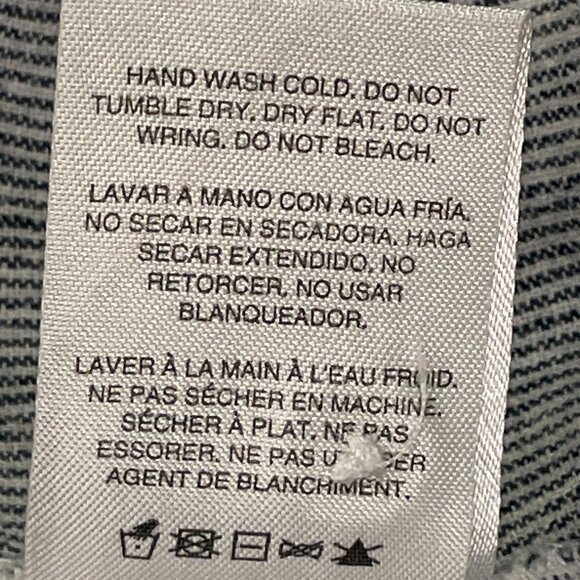 HAND WASH COLD. DO NOT
TUMBLE DRY. DRY FLAT. DO NOT
WRING. DO NOT BLEACH.
LAVAR A MANO CON AGUA FRÍA.
NO SECAR EN SECADORA. HAGA
SECAR EXTENDIDO. NO
RETORCER. NO USAR
BLANQUEADOR.
LAVER À LA MAIN À L'EAU FROID.
NE PAS SÉCHER EN MACHINE.
SÉCHER À PLAT. NE PAS
ESSORER. NE PAS
AGENT DE BLANCHIMENT.